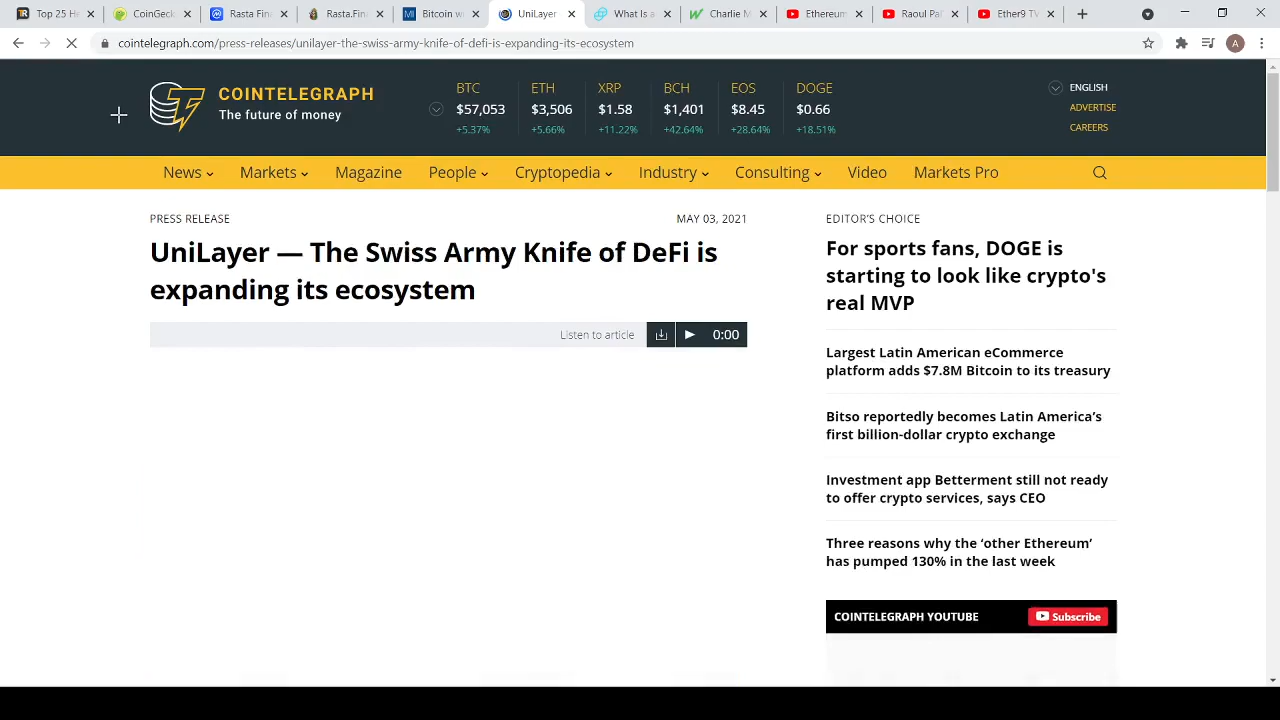 Top 25 He
CoinGeck
Rasta Fina
Rasta.Fina
Bitcoin w
UniLayer
What Is a
Charlie M
Ethereum
Raoul Pal
Ether9 TV
cointelegraph.com/press-releases/unilayer-the-swiss-army-knife-of-defi-is-expanding-its-ecosystem
A
COINTELEGRAPH
The future of money
BTC ETH XRP BCH EOS DOGE
$57,053 $3,506 $1.58 $1,401 $8.45 $0.66
+5.37% +5.66% +11.22% +42.64% +28.64% +18.51%
ENGLISH
ADVERTISE
CAREERS
News Markets Magazine People Cryptopedia Industry Consulting Video Markets Pro
PRESS RELEASE MAY 03, 2021
UniLayer — The Swiss Army Knife of DeFi is
expanding its ecosystem
Listen to article 0:00
EDITOR'S CHOICE
For sports fans, DOGE is
starting to look like crypto's
real MVP
Largest Latin American eCommerce
platform adds $7.8M Bitcoin to its treasury
Bitso reportedly becomes Latin America's
first billion-dollar crypto exchange
Investment app Betterment still not ready
to offer crypto services, says CEO
Three reasons why the ‘other Ethereum’
has pumped 130% in the last week
COINTELEGRAPH YOUTUBE Subscribe